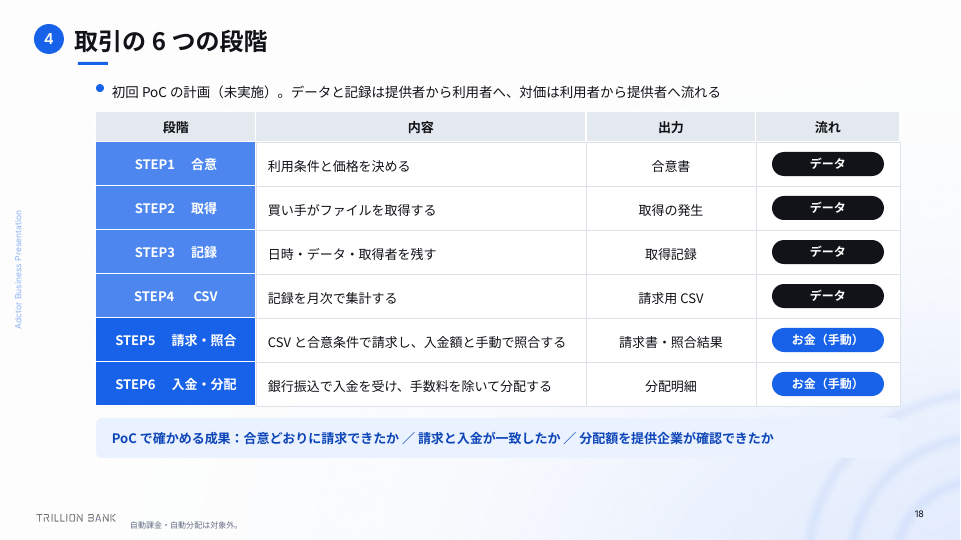 4 取引の 6 つの段階
初回 PoC の計画（未実施）。データと記録は提供者から利用者へ、対価は利用者から提供者へ流れる
段階 内容 出力 流れ
STEP1 合意 利用条件と価格を決める 合意書 データ
STEP2 取得 買い手がファイルを取得する 取得の発生 データ
STEP3 記録 日時・データ・取得者を残す 取得記録 データ
STEP4 CSV 記録を月次で集計する 請求用 CSV データ
STEP5 請求・照合 CSV と合意条件で請求し、入金額と手動で照合する 請求書・照合結果 お金（手動）
STEP6 入金・分配 銀行振込で入金を受け、手数料を除いて分配する 分配明細 お金（手動）
PoC で確かめる成果：合意どおりに請求できたか ／ 請求と入金が一致したか ／ 分配額を提供企業が確認できたか
Adctor Business Presentation
TRILLION BANK
自動課金・自動分配は対象外。
18